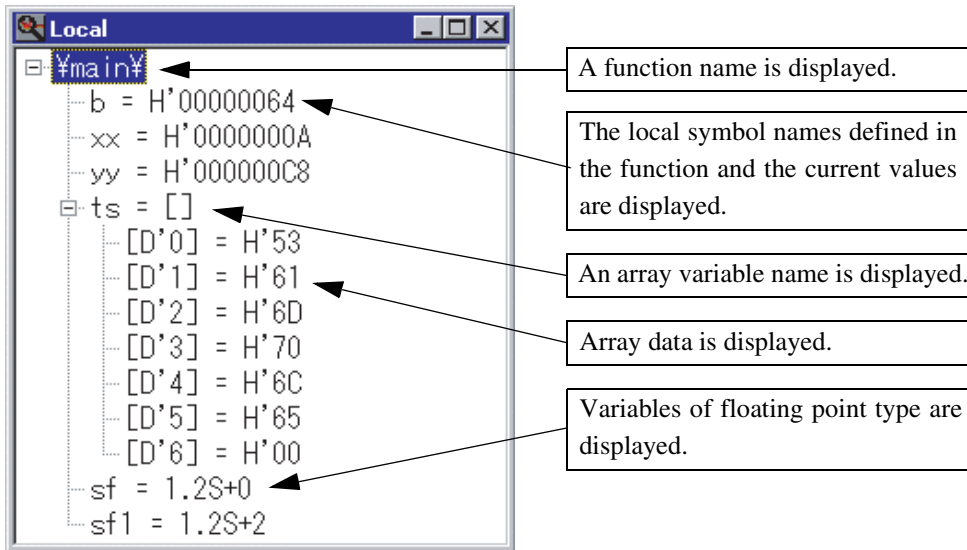 Local
¥main¥
b = H'00000064
xx = H'0000000A
yy = H'000000C8
ts = []
[D'0] = H'53
[D'1] = H'61
[D'2] = H'6D
[D'3] = H'70
[D'4] = H'6C
[D'5] = H'65
[D'6] = H'00
sf = 1.2S+0
sf1 = 1.2S+2
A function name is displayed.
The local symbol names defined in
the function and the current values
are displayed.
An array variable name is displayed.
Array data is displayed.
Variables of floating point type are
displayed.